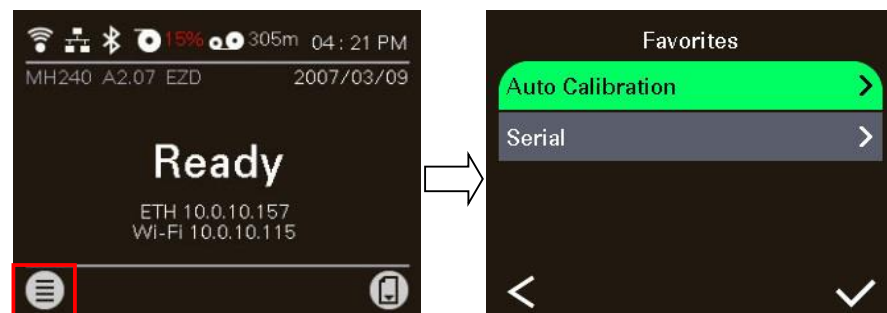 15% 305m 04:21 PM
MH240 A2.07 EZD 2007/03/09
Ready
ETH 10.0.10.157
Wi-Fi 10.0.10.115
Favorites
Auto Calibration
Serial